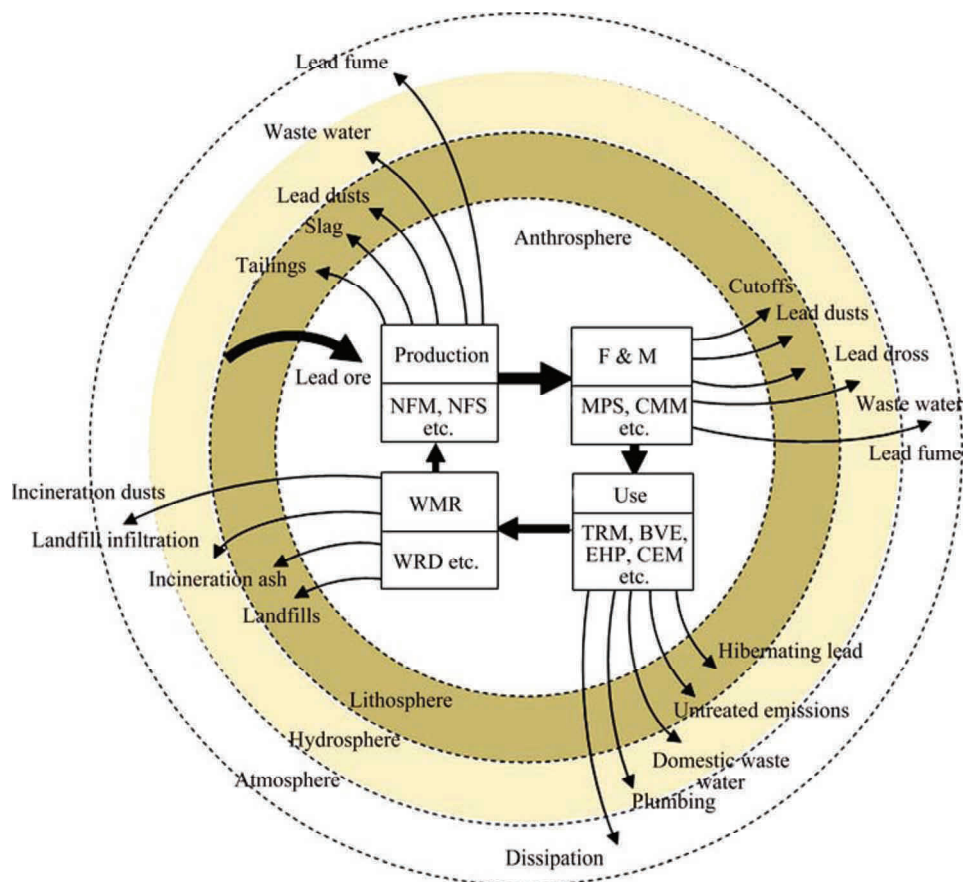 Lead fume
Waste water
Lead dusts
Slag
Tailings
Anthrosphere
Cutoffs
Lead dusts
Lead dross
Waste water
Lead fume
Lead ore
Production
NFM, NFS
etc.
F & M
MPS, CMM
etc.
WMR
WRD etc.
Use
TRM, BVE,
EHP, CEM
etc.
Incineration dusts
Landfill infiltration
Incineration ash
Landfills
Hibernating lead
Untreated emissions
Domestic waste
water
Plumbing
Dissipation
Lithosphere
Hydrosphere
Atmosphere